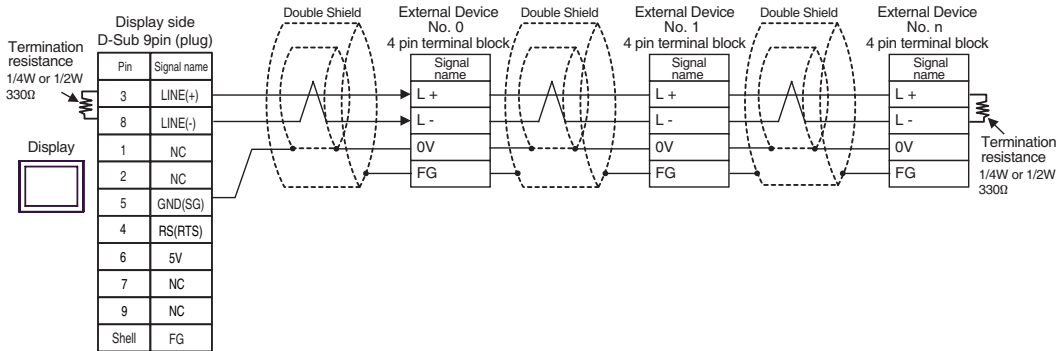 Display side
D-Sub 9pin (plug)
Termination
resistance
1/4W or 1/2W
330Ω
Display
Pin Signal name
3 LINE(+)
8 LINE(-)
1 NC
2 NC
5 GND(SG)
4 RS(RTS)
6 5V
7 NC
9 NC
Shell FG
Double Shield
External Device
No. 0
4 pin terminal block
Signal
name
L +
L -
0V
FG
Double Shield
External Device
No. 1
4 pin terminal block
Signal
name
L +
L -
0V
FG
Double Shield
External Device
No. n
4 pin terminal block
Signal
name
L +
L -
0V
FG
Termination
resistance
1/4W or 1/2W
330Ω